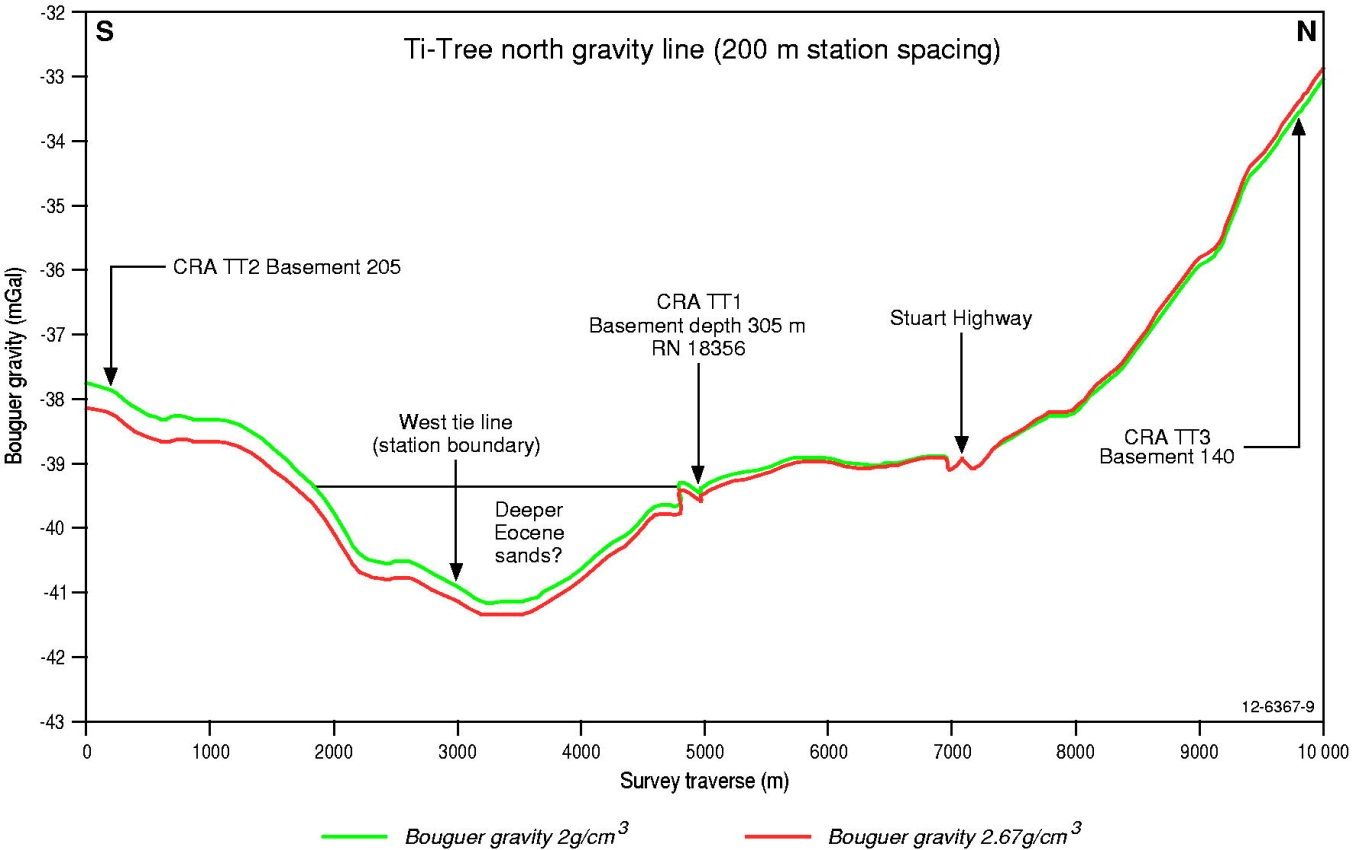 S
N
Ti-Tree north gravity line (200 m station spacing)
-32
-33
-34
-35
-36
-37
-38
-39
-40
-41
-42
-43
Bouguer gravity (mGal)
CRA TT2 Basement 205
CRA TT1
Basement depth 305 m
RN 18356
Stuart Highway
West tie line
(station boundary)
Deeper
Eocene
sands?
CRA TT3
Basement 140
12-6367-9
0 1000 2000 3000 4000 5000 6000 7000 8000 9000 10 000
Survey traverse (m)
Bouguer gravity 2g/cm³ Bouguer gravity 2.67g/cm³